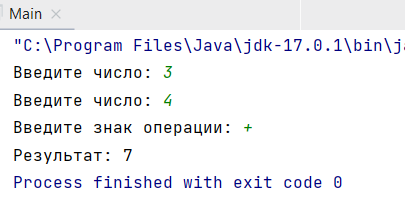 Main ×
"C:\Program Files\Java\jdk-17.0.1\bin\ja
Введите число: 3
Введите число: 4
Введите знак операции: +
Результат: 7
Process finished with exit code 0